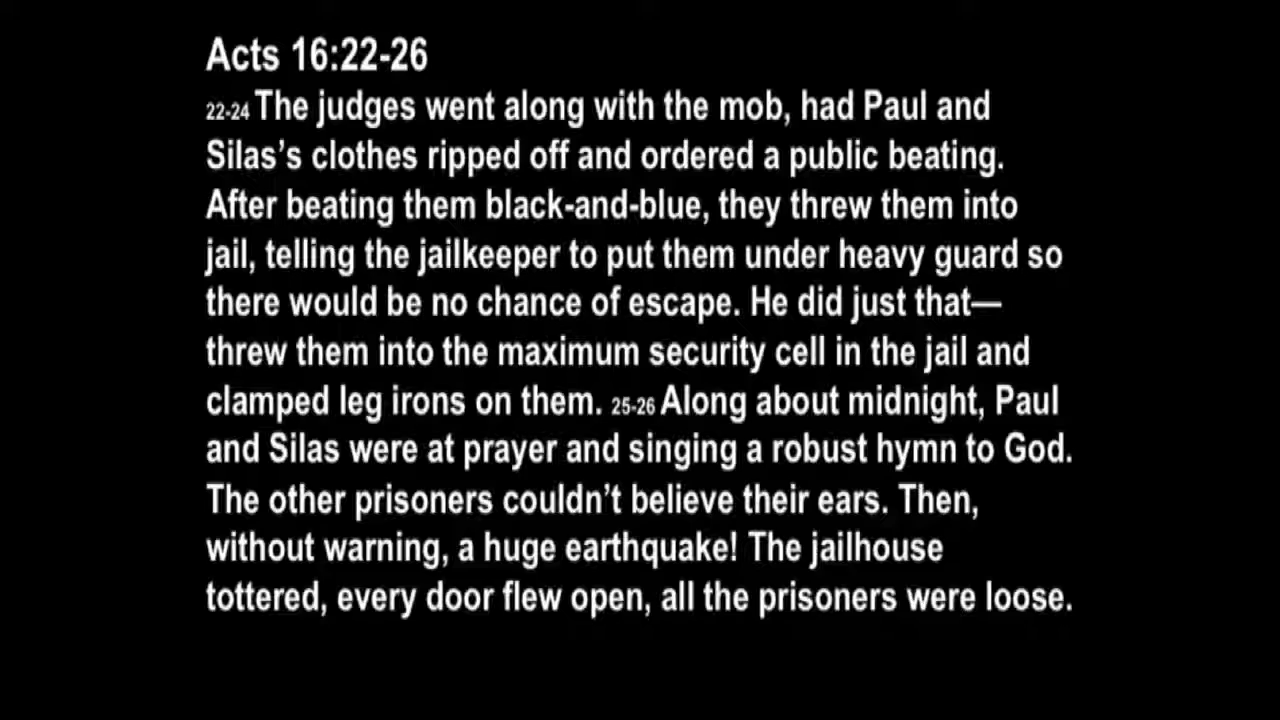 Acts 16:22-26
22-24 The judges went along with the mob, had Paul and
Silas’s clothes ripped off and ordered a public beating.
After beating them black-and-blue, they threw them into
jail, telling the jailkeeper to put them under heavy guard so
there would be no chance of escape. He did just that—
threw them into the maximum security cell in the jail and
clamped leg irons on them. 25-26 Along about midnight, Paul
and Silas were at prayer and singing a robust hymn to God.
The other prisoners couldn’t believe their ears. Then,
without warning, a huge earthquake! The jailhouse
tottered, every door flew open, all the prisoners were loose.